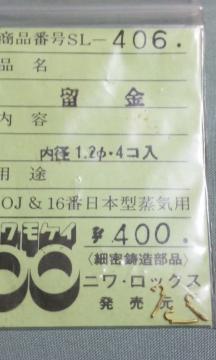 商品番号SL-406.
品名
留金
内容
内径1.2φ・4コ入
用途
OJ & 16番日本型蒸気用
ワモケイ
¥400.
〈細密鋳造部品〉
ニワ・ロックス
発売元